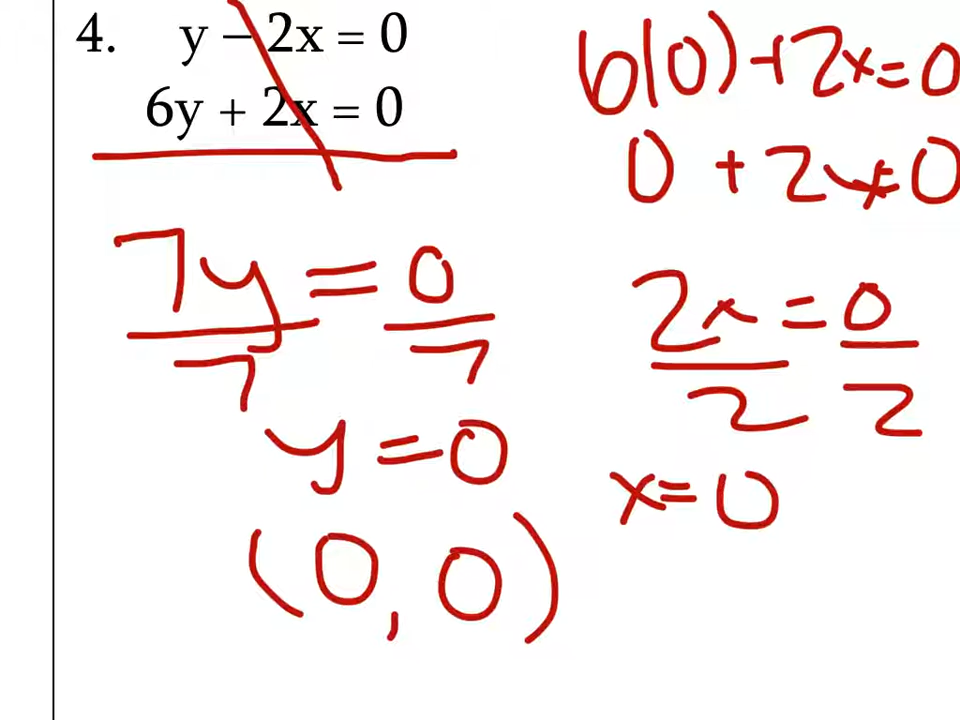 4. y − 2x = 0
6y + 2x = 0
7y = 0
7 7
y = 0
(0, 0)
6(0) + 2x = 0
0 + 2x = 0
2x = 0
2 2
x = 0